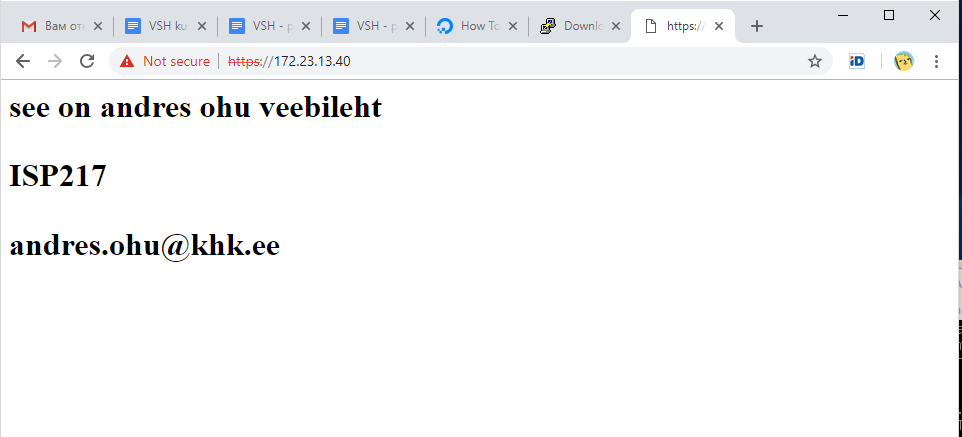 Вам от
VSH ku
VSH - p
VSH - p
How To
Downlo
https://
Not secure
https://172.23.13.40
iD
see on andres ohu veebileht
ISP217
andres.ohu@khk.ee